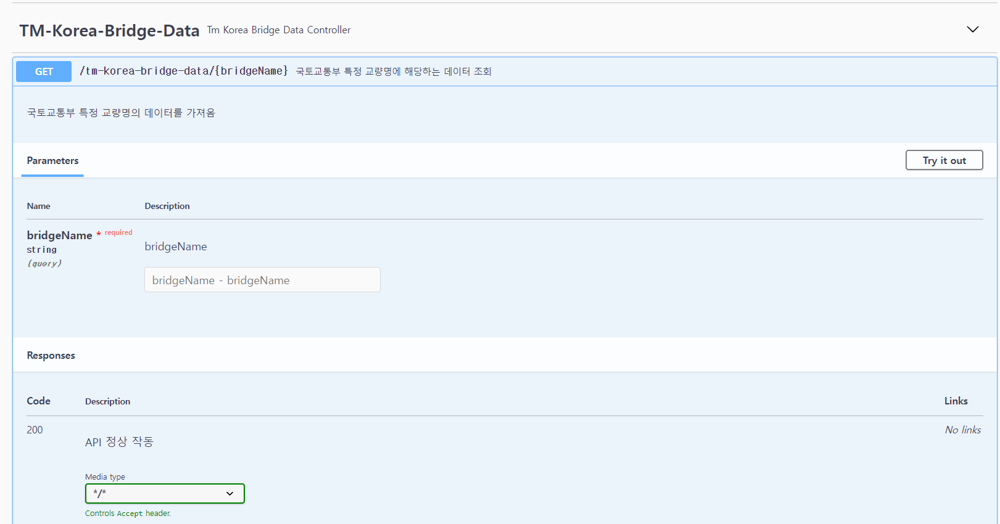 TM-Korea-Bridge-Data Tm Korea Bridge Data Controller
GET /tm-korea-bridge-data/{bridgeName} 국토교통부 특정 교량명에 해당하는 데이터 조회
국토교통부 특정 교량명의 데이터를 가져옴
Parameters Try it out
Name Description
bridgeName * required
string
(query)
bridgeName
bridgeName - bridgeName
Responses
Code Description Links
200 No links
API 정상 작동
Media type
*/*
Controls Accept header.